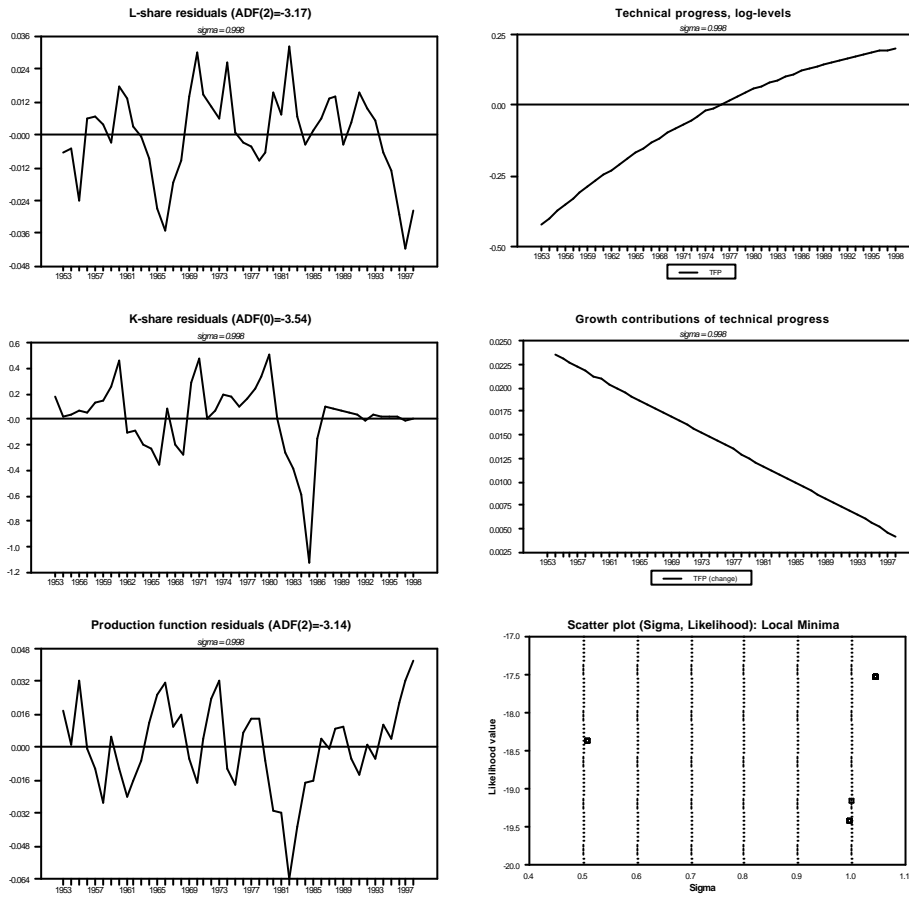 L-share residuals (ADF(2)=-3.17)
sigma = 0.998
0.036
0.024
0.012
-0.000
-0.012
-0.024
-0.036
-0.048
1953 1957 1961 1965 1969 1973 1977 1981 1985 1989 1993 1997
Technical progress, log-levels
sigma = 0.998
0.25
0.00
-0.25
-0.50
1953 1956 1958 1962 1965 1968 1971 1974 1977 1980 1983 1986 1989 1992 1995 1998
TFP
K-share residuals (ADF(0)=-3.54)
sigma = 0.998
0.6
0.4
0.2
-0.0
-0.2
-0.4
-0.6
-0.8
-1.0
-1.2
1953 1956 1959 1962 1965 1968 1971 1974 1977 1980 1983 1986 1989 1992 1995 1998
Growth contributions of technical progress
sigma = 0.998
0.0250
0.0225
0.0200
0.0175
0.0150
0.0125
0.0100
0.0075
0.0050
0.0025
1953 1957 1961 1965 1969 1973 1977 1981 1985 1989 1993 1997
TFP (change)
Production function residuals (ADF(2)=-3.14)
sigma = 0.998
0.048
0.032
0.016
0.000
-0.016
-0.032
-0.048
-0.064
1953 1957 1961 1965 1969 1973 1977 1981 1985 1989 1993 1997
Scatter plot (Sigma, Likelihood): Local Minima
Likelihood value
-17.0
-17.5
-18.0
-18.5
-19.0
-19.5
-20.0
0.4 0.5 0.6 0.7 0.8 0.9 1.0 1.1
Sigma